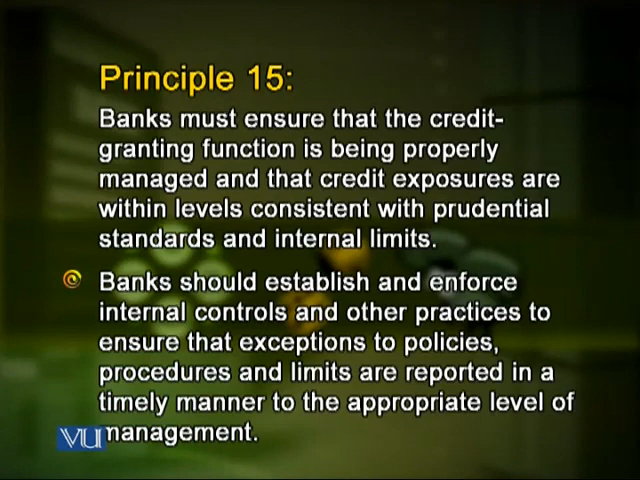 Principle 15:
Banks must ensure that the credit-
granting function is being properly
managed and that credit exposures are
within levels consistent with prudential
standards and internal limits.
Banks should establish and enforce
internal controls and other practices to
ensure that exceptions to policies,
procedures and limits are reported in a
timely manner to the appropriate level of
management.
VU